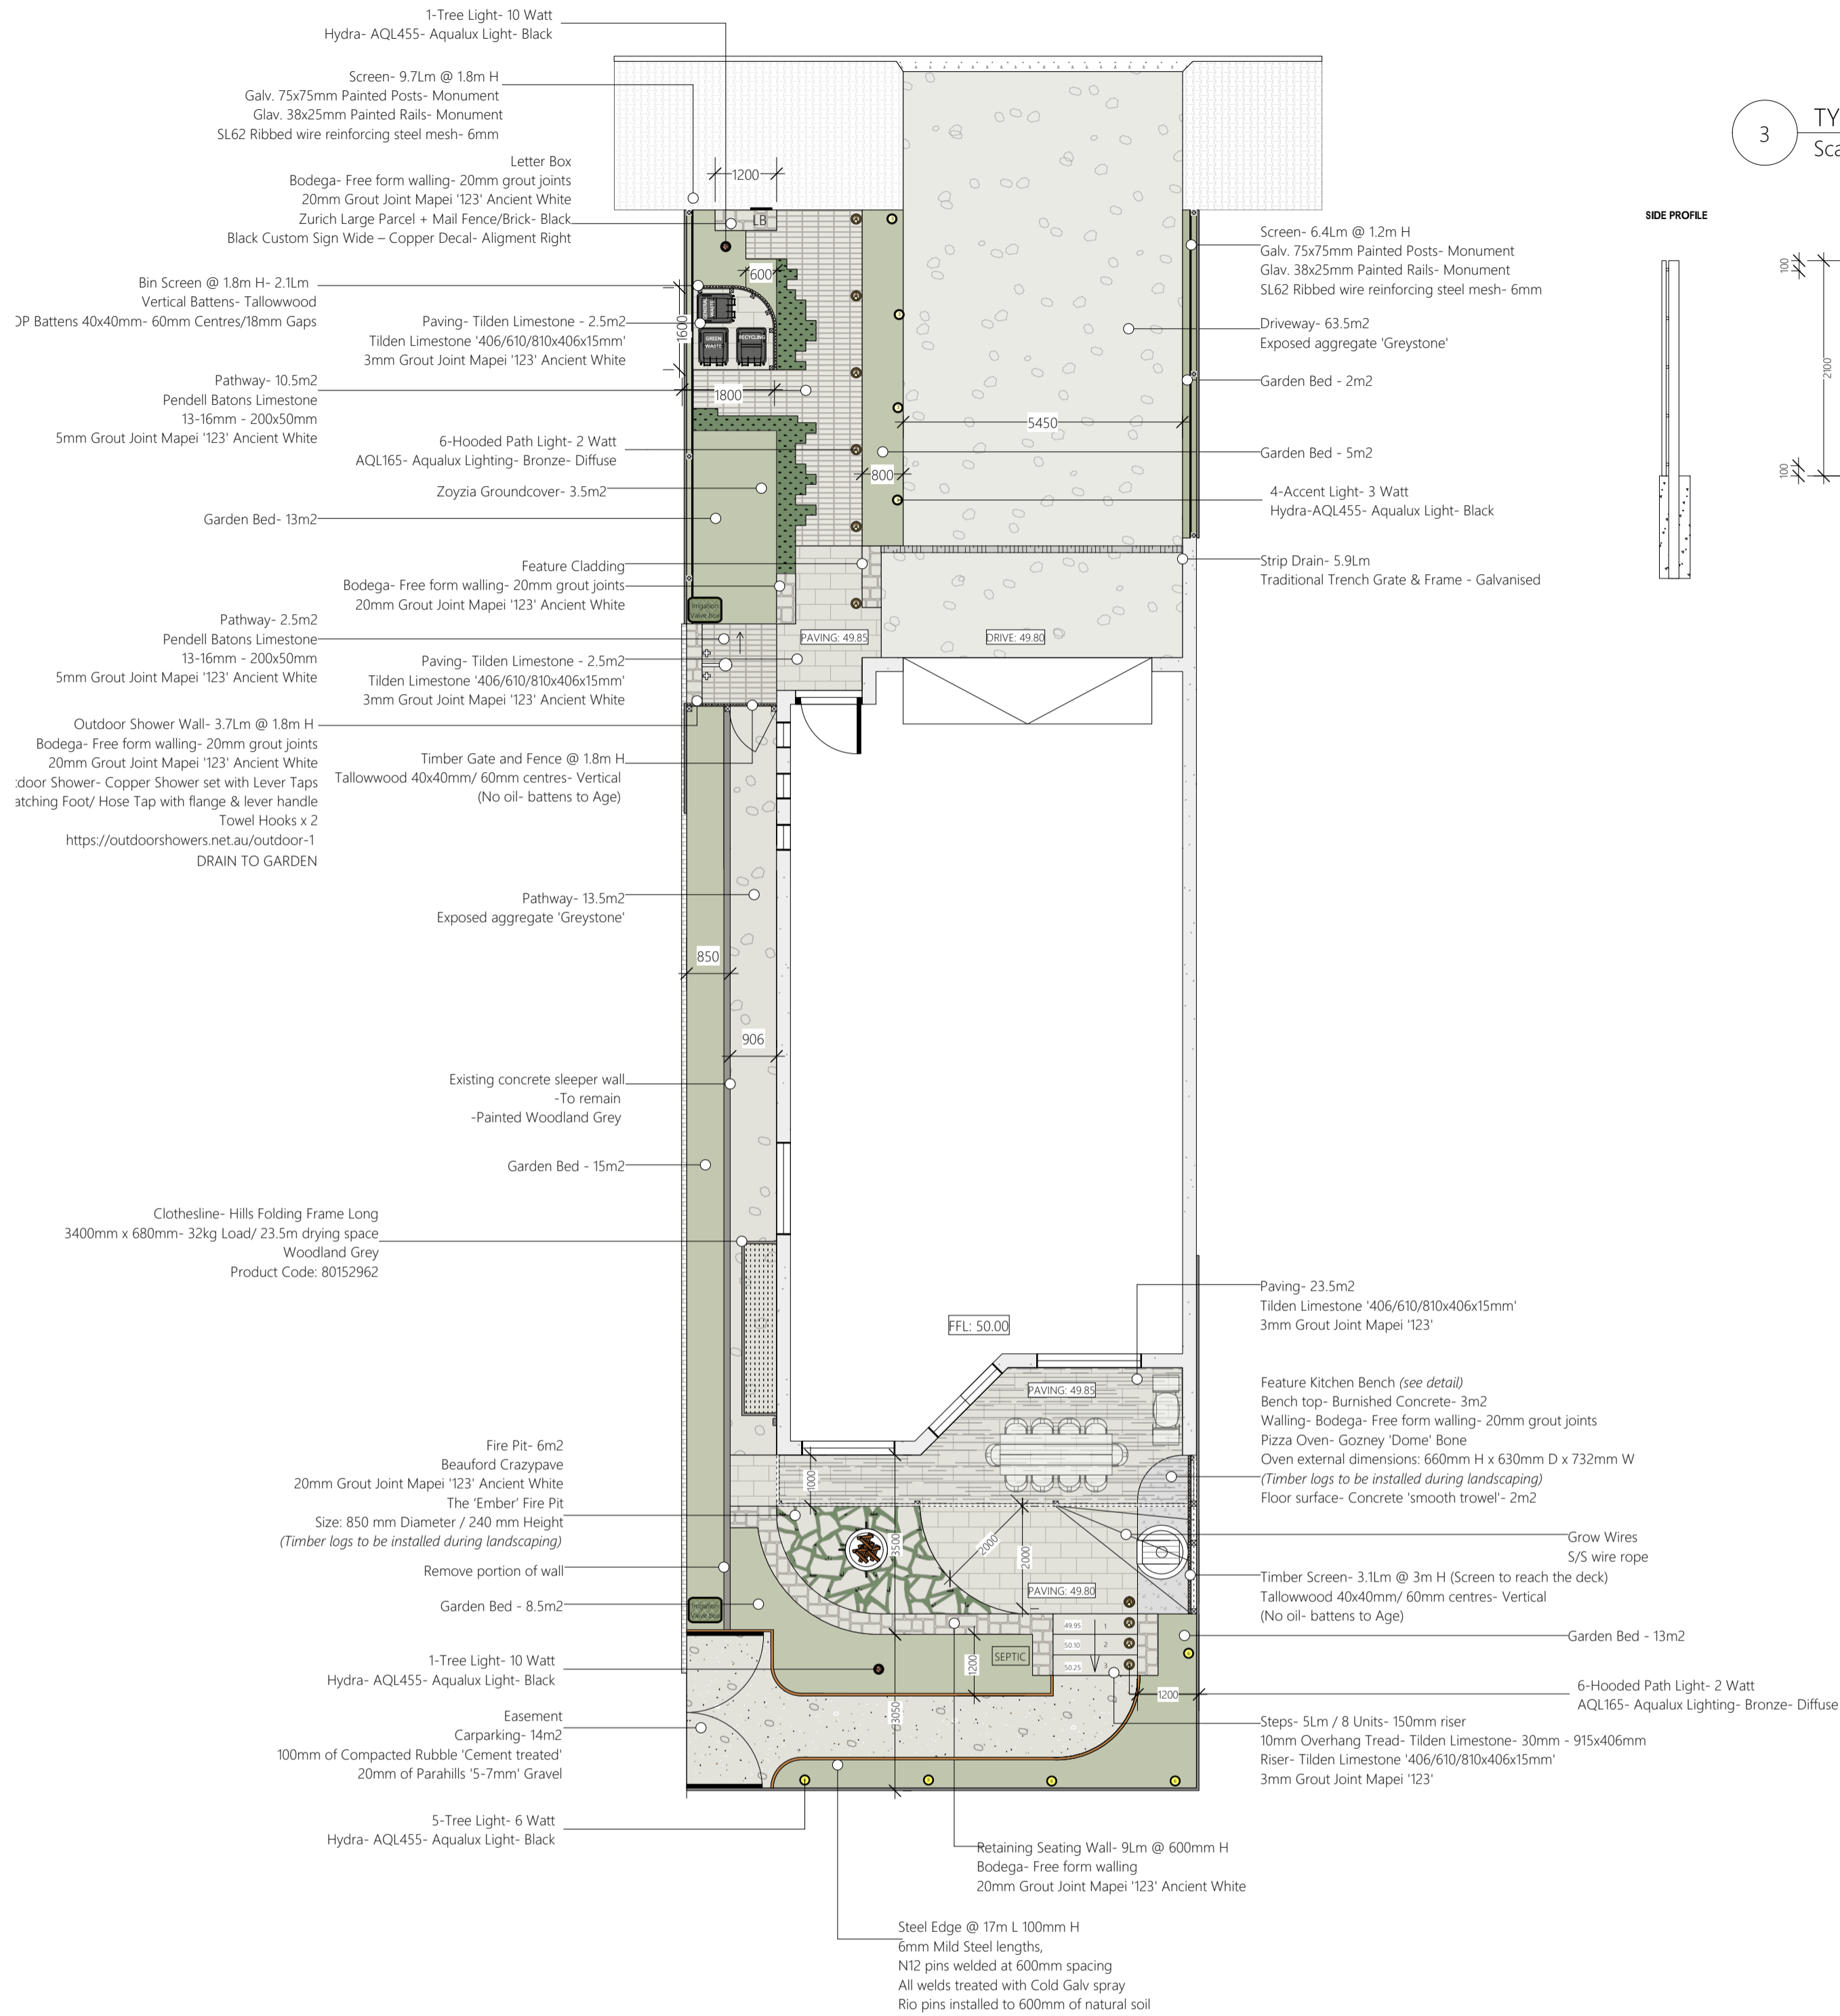 1-Tree Light- 10 Watt
Hydra- AQL455- Aqualux Light- Black
Screen- 9.7Lm @ 1.8m H
Galv. 75x75mm Painted Posts- Monument
Glav. 38x25mm Painted Rails- Monument
SL62 Ribbed wire reinforcing steel mesh- 6mm
Letter Box
Bodega- Free form walling- 20mm grout joints
20mm Grout Joint Mapei '123' Ancient White
Zurich Large Parcel + Mail Fence/Brick- Black
Black Custom Sign Wide – Copper Decal- Aligment Right
Bin Screen @ 1.8m H- 2.1Lm
Vertical Battens- Tallowwood
DP Battens 40x40mm- 60mm Centres/18mm Gaps
Paving- Tilden Limestone - 2.5m2
Tilden Limestone '406/610/810x406x15mm'
3mm Grout Joint Mapei '123' Ancient White
Pathway- 10.5m2
Pendell Batons Limestone
13-16mm - 200x50mm
5mm Grout Joint Mapei '123' Ancient White
6-Hooded Path Light- 2 Watt
AQL165- Aqualux Lighting- Bronze- Diffuse
Zoyzia Groundcover- 3.5m2
Garden Bed- 13m2
Feature Cladding
Bodega- Free form walling- 20mm grout joints
20mm Grout Joint Mapei '123' Ancient White
Pathway- 2.5m2
Pendell Batons Limestone
13-16mm - 200x50mm
5mm Grout Joint Mapei '123' Ancient White
Paving- Tilden Limestone - 2.5m2
Tilden Limestone '406/610/810x406x15mm'
3mm Grout Joint Mapei '123' Ancient White
Outdoor Shower Wall- 3.7Lm @ 1.8m H
Bodega- Free form walling- 20mm grout joints
20mm Grout Joint Mapei '123' Ancient White
door Shower- Copper Shower set with Lever Taps
atching Foot/ Hose Tap with flange & lever handle
Towel Hooks x 2
https://outdoorshowers.net.au/outdoor-1
DRAIN TO GARDEN
Timber Gate and Fence @ 1.8m H
Tallowwood 40x40mm/ 60mm centres- Vertical
(No oil- battens to Age)
Pathway- 13.5m2
Exposed aggregate 'Greystone'
Existing concrete sleeper wall
-To remain
-Painted Woodland Grey
Garden Bed - 15m2
Clothesline- Hills Folding Frame Long
3400mm x 680mm- 32kg Load/ 23.5m drying space
Woodland Grey
Product Code: 80152962
Fire Pit- 6m2
Beauford Crazypave
20mm Grout Joint Mapei '123' Ancient White
The 'Ember' Fire Pit
Size: 850 mm Diameter / 240 mm Height
(Timber logs to be installed during landscaping)
Remove portion of wall
Garden Bed - 8.5m2
1-Tree Light- 10 Watt
Hydra- AQL455- Aqualux Light- Black
Easement
Carparking- 14m2
100mm of Compacted Rubble 'Cement treated'
20mm of Parahills '5-7mm' Gravel
5-Tree Light- 6 Watt
Hydra- AQL455- Aqualux Light- Black
1200
LB
600
1600
GREEN WASTE
RECYCLING
1800
5450
800
Irrigation
Valve box
PAVING: 49.85
DRIVE: 49.80
850
906
FFL: 50.00
PAVING: 49.85
1000
3500
2000
2000
PAVING: 49.80
49.95 1
50.10 2
50.25 3
SEPTIC
1200
1200
3050
Irrigation
Valve box
3
TY
Sca
SIDE PROFILE
100
2100
100
Screen- 6.4Lm @ 1.2m H
Galv. 75x75mm Painted Posts- Monument
Glav. 38x25mm Painted Rails- Monument
SL62 Ribbed wire reinforcing steel mesh- 6mm
Driveway- 63.5m2
Exposed aggregate 'Greystone'
Garden Bed - 2m2
Garden Bed - 5m2
4-Accent Light- 3 Watt
Hydra-AQL455- Aqualux Light- Black
Strip Drain- 5.9Lm
Traditional Trench Grate & Frame - Galvanised
Paving- 23.5m2
Tilden Limestone '406/610/810x406x15mm'
3mm Grout Joint Mapei '123'
Feature Kitchen Bench (see detail)
Bench top- Burnished Concrete- 3m2
Walling- Bodega- Free form walling- 20mm grout joints
Pizza Oven- Gozney 'Dome' Bone
Oven external dimensions: 660mm H x 630mm D x 732mm W
(Timber logs to be installed during landscaping)
Floor surface- Concrete 'smooth trowel'- 2m2
Grow Wires
S/S wire rope
Timber Screen- 3.1Lm @ 3m H (Screen to reach the deck)
Tallowwood 40x40mm/ 60mm centres- Vertical
(No oil- battens to Age)
Garden Bed - 13m2
6-Hooded Path Light- 2 Watt
AQL165- Aqualux Lighting- Bronze- Diffuse
Steps- 5Lm / 8 Units- 150mm riser
10mm Overhang Tread- Tilden Limestone- 30mm - 915x406mm
Riser- Tilden Limestone '406/610/810x406x15mm'
3mm Grout Joint Mapei '123'
Retaining Seating Wall- 9Lm @ 600mm H
Bodega- Free form walling
20mm Grout Joint Mapei '123' Ancient White
Steel Edge @ 17m L 100mm H
6mm Mild Steel lengths,
N12 pins welded at 600mm spacing
All welds treated with Cold Galv spray
Rio pins installed to 600mm of natural soil